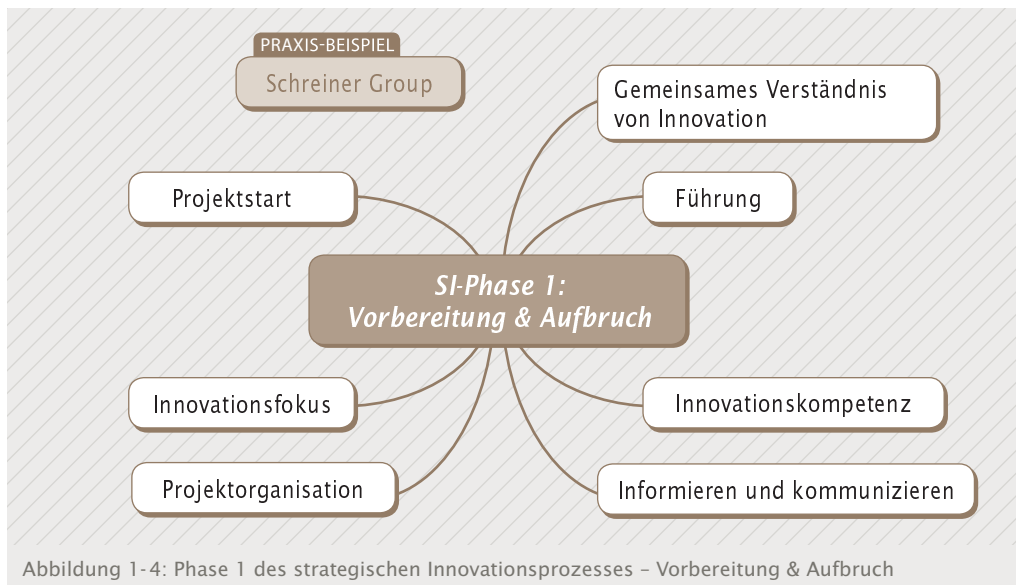 PRAXIS-BEISPIEL
Schreiner Group
Gemeinsames Verständnis
von Innovation
Projektstart
Führung
SI-Phase 1:
Vorbereitung & Aufbruch
Innovationsfokus
Innovationskompetenz
Projektorganisation
Informieren und kommunizieren
Abbildung 1-4: Phase 1 des strategischen Innovationsprozesses – Vorbereitung & Aufbruch